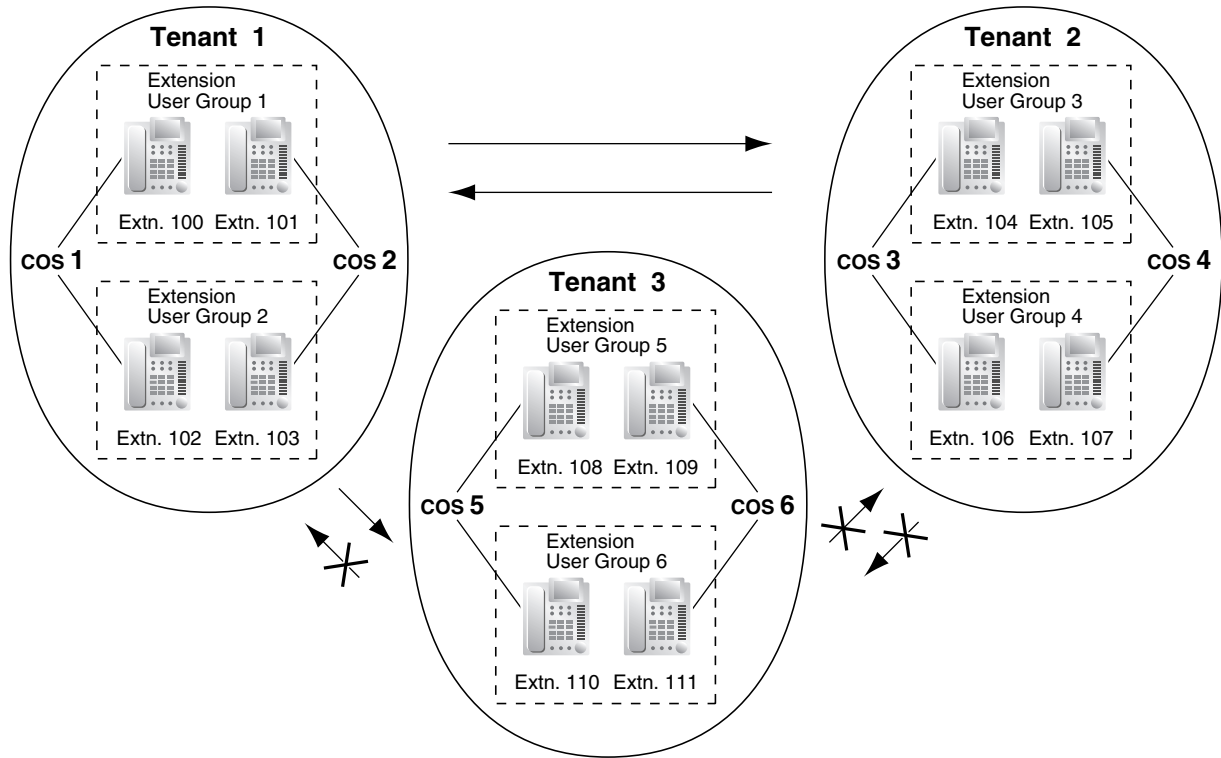 Tenant 1
Extension
User Group 1
Extn. 100 Extn. 101
COS 1
COS 2
Extension
User Group 2
Extn. 102 Extn. 103
Tenant 2
Extension
User Group 3
Extn. 104 Extn. 105
COS 3
COS 4
Extension
User Group 4
Extn. 106 Extn. 107
Tenant 3
Extension
User Group 5
Extn. 108 Extn. 109
COS 5
COS 6
Extension
User Group 6
Extn. 110 Extn. 111